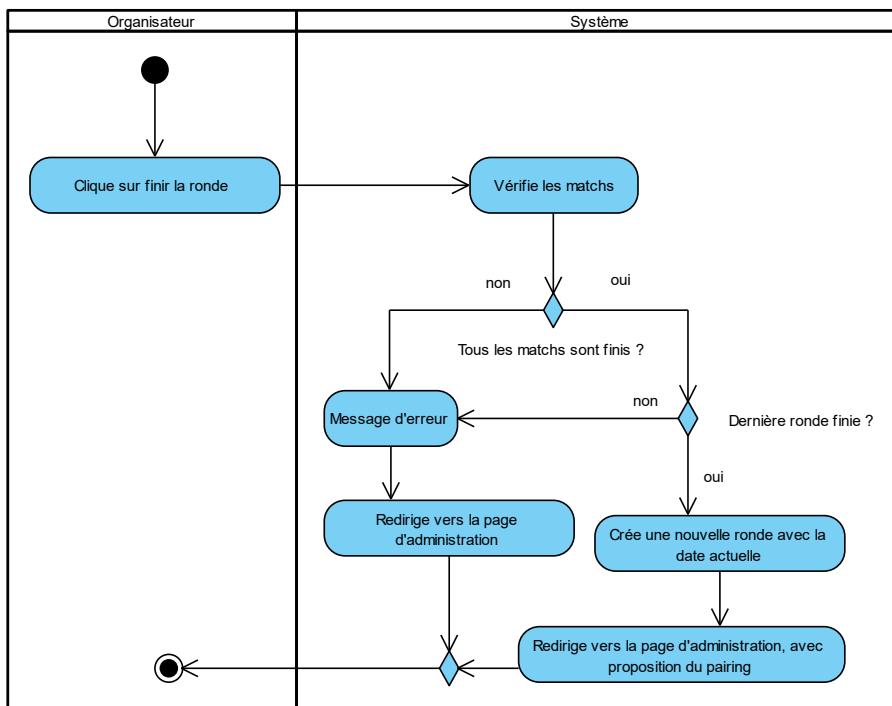 Organisateur
Système
Clique sur finir la ronde
Vérifie les matchs
non
oui
Tous les matchs sont finis ?
Message d'erreur
non
Dernière ronde finie ?
oui
Redirige vers la page
d'administration
Crée une nouvelle ronde avec la
date actuelle
Redirige vers la page d'administration, avec
proposition du pairing